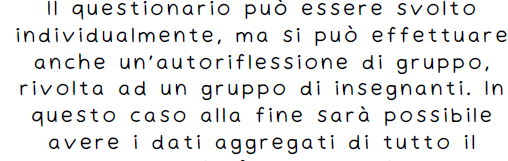 Il questionario può essere svolto
individualmente, ma si può effettuare
anche un'autoriflessione di gruppo,
rivolta ad un gruppo di insegnanti. In
questo caso alla fine sarà possibile
avere i dati aggregati di tutto il